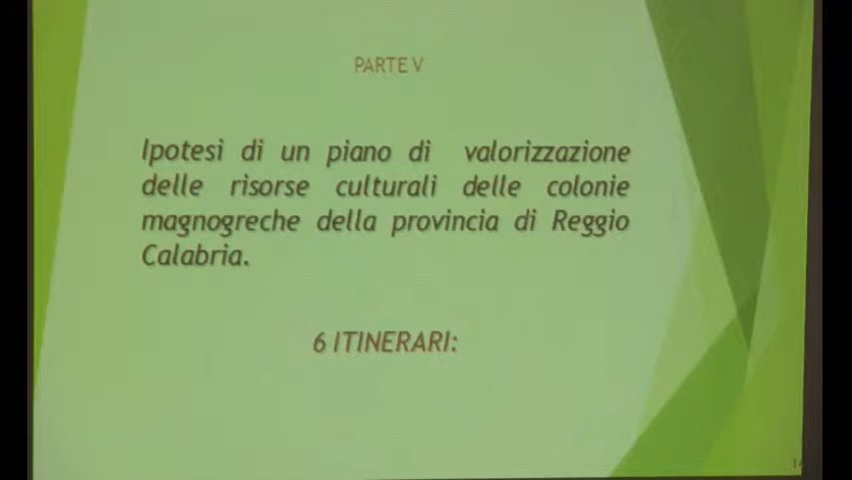 PARTE V
Ipotesi di un piano di valorizzazione
delle risorse culturali delle colonie
magnogreche della provincia di Reggio
Calabria.
6 ITINERARI: